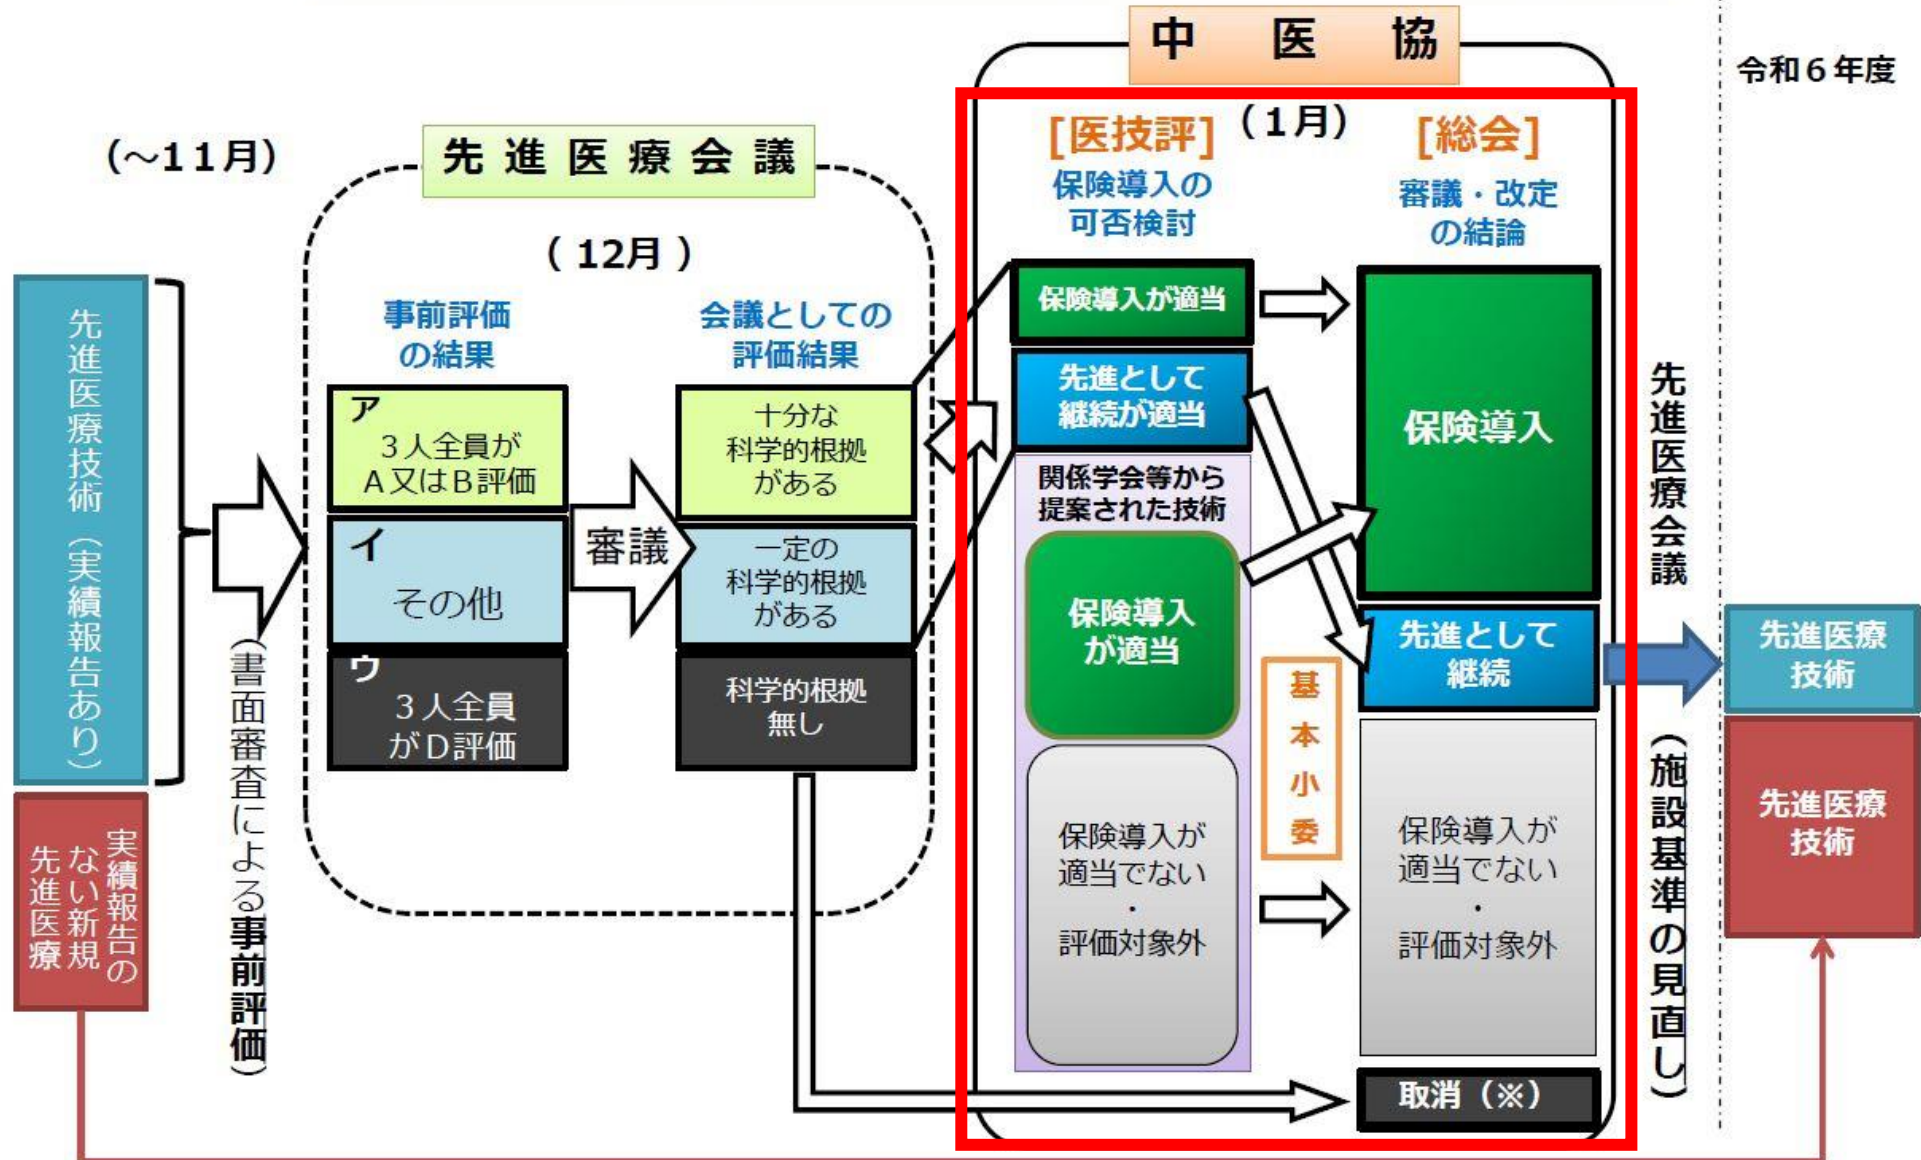 中医協
令和６年度
（～１１月）
先進医療会議
（１２月）
［医技評］
（１月）
［総会］
保険導入の
可否検討
審議・改定
の結論
先進医療技術（実績報告あり）
実績報告の
ない新規
先進医療
（書面審査による事前評価）
事前評価
の結果
会議としての
評価結果
ア
３人全員が
Ａ又はＢ評価
イ
その他
ウ
３人全員
がＤ評価
審議
十分な
科学的根拠
がある
一定の
科学的根拠
がある
科学的根拠
無し
保険導入が適当
先進として
継続が適当
関係学会等から
提案された技術
保険導入
が適当
保険導入が
適当でない
・
評価対象外
基本小委
保険導入
先進として
継続
保険導入が
適当でない
・
評価対象外
取消（※）
先進医療会議
（施設基準の見直し）
先進医療
技術
先進医療
技術